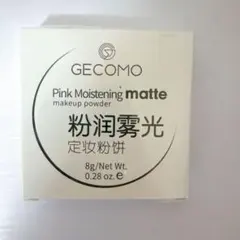 GECOMO
Pink Moistening matte
makeup powder
粉润雾光
定妆粉饼
8g/Net Wt.
0.28 oz.℮